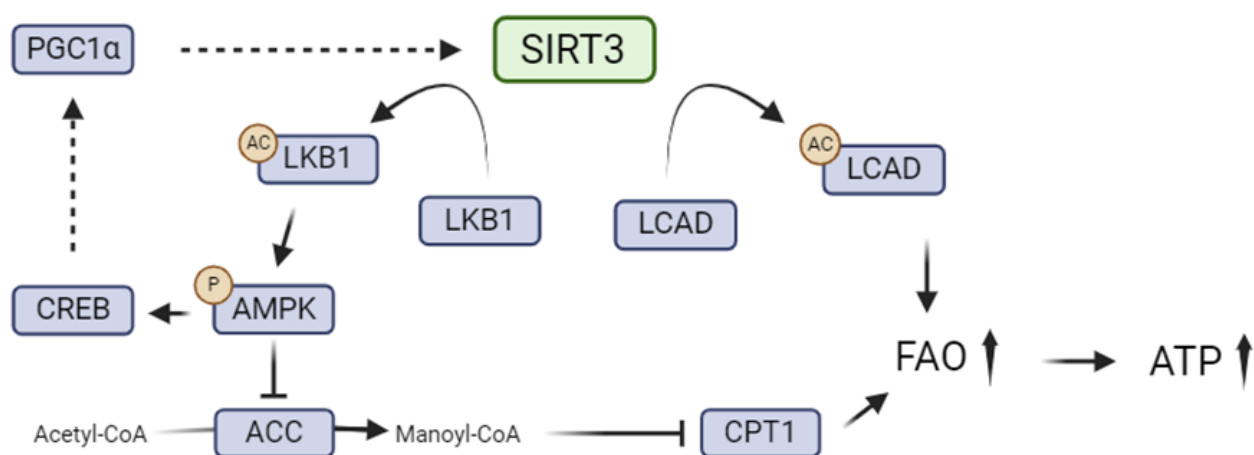 PGC1α
SIRT3
AC
LKB1
AC
LCAD
LKB1
LCAD
P
AMPK
CREB
FAO
ATP
Acetyl-CoA
ACC
Manoyl-CoA
CPT1